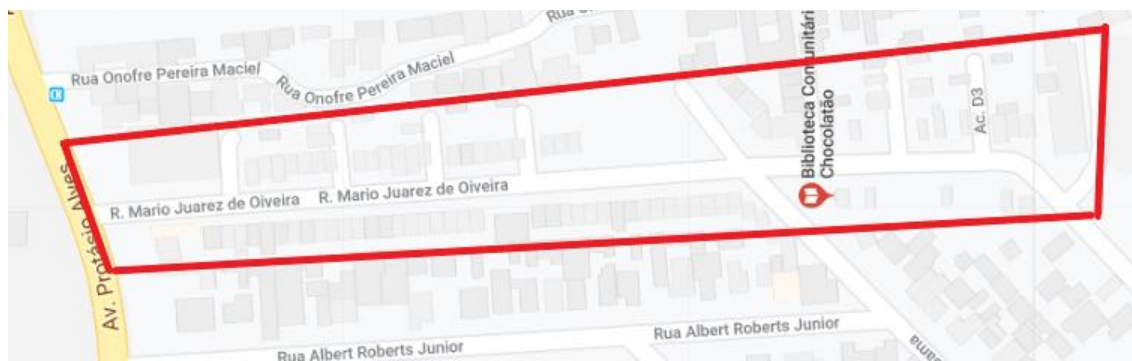 Rua Onofre Pereira Maciel
Rua Onofre Pereira Maciel
Biblioteca Comunitári
Chocolatão
Ac. D3
R. Mario Juarez de Oiveira
R. Mario Juarez de Oiveira
Av. Protásio Alves
Rua Albert Roberts Junior
Rua Albert Roberts Junior